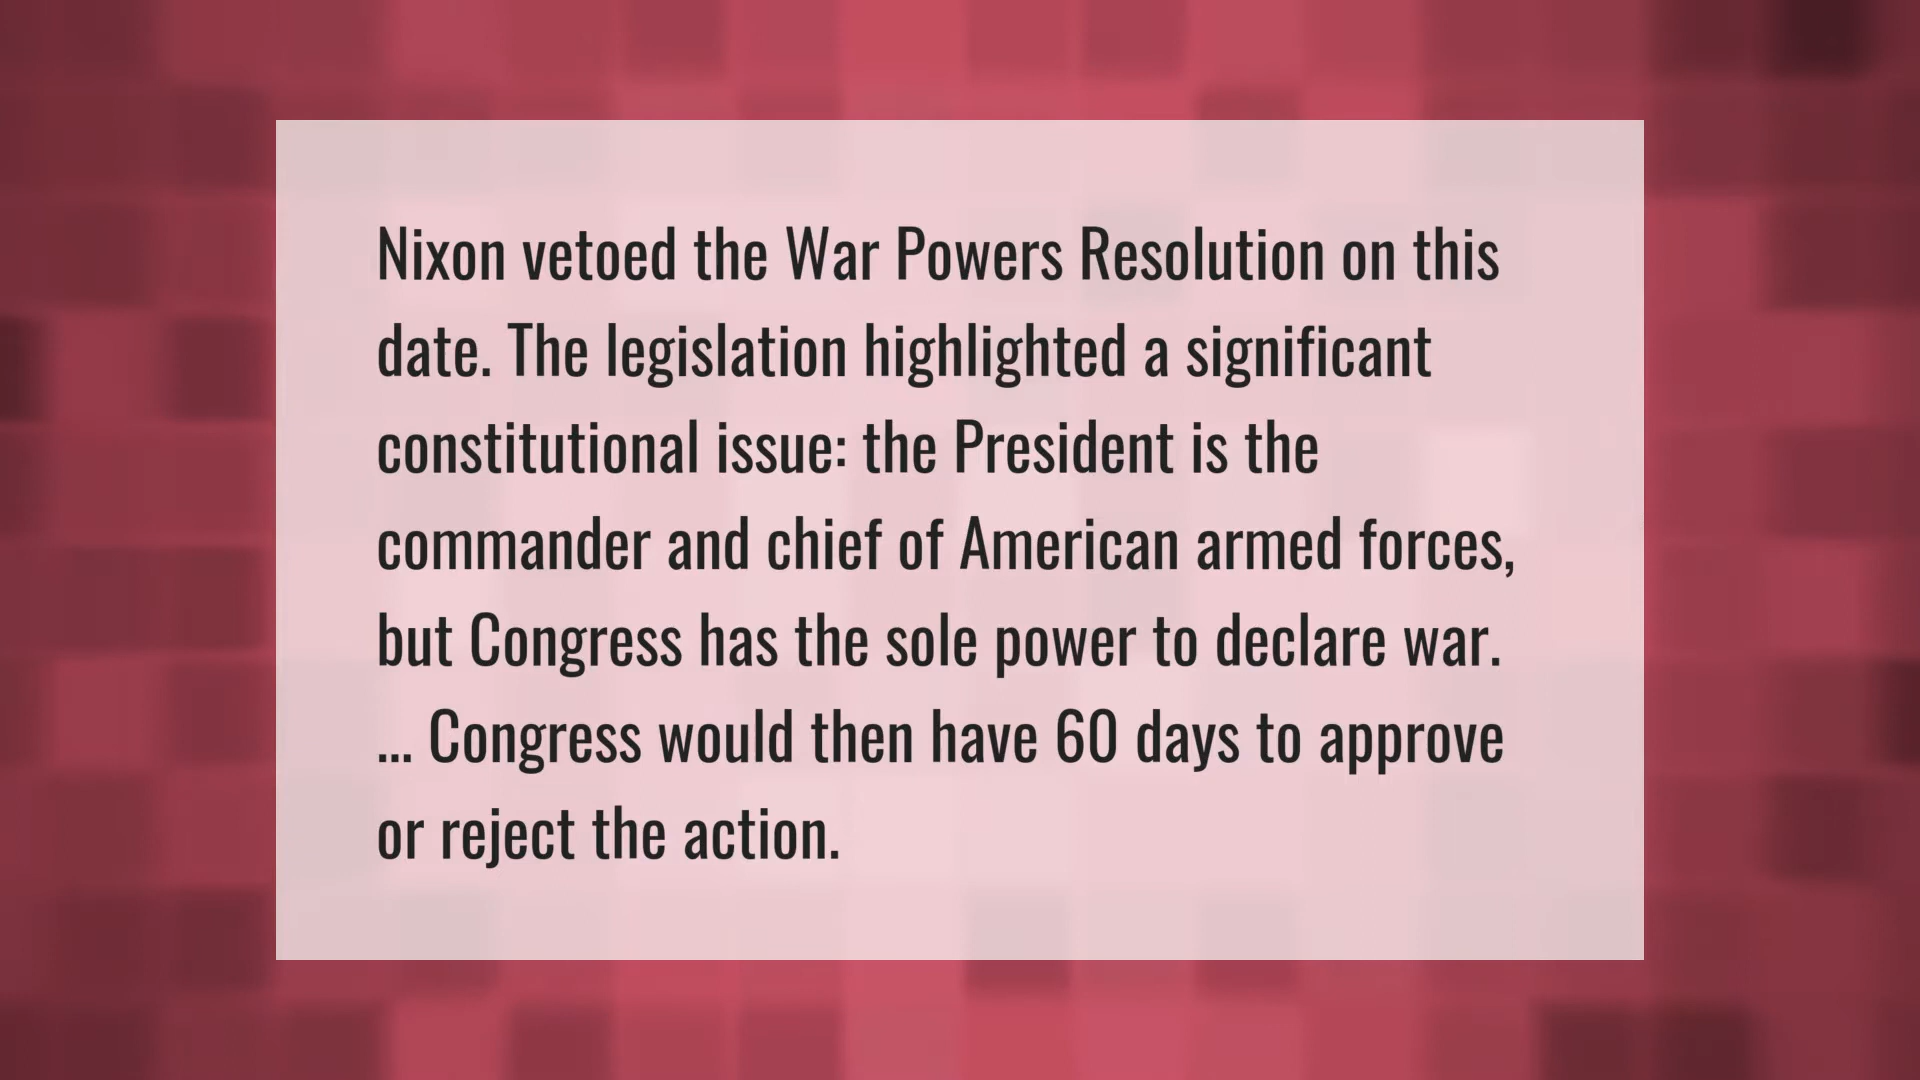 Nixon vetoed the War Powers Resolution on this
date. The legislation highlighted a significant
constitutional issue: the President is the
commander and chief of American armed forces,
but Congress has the sole power to declare war.
... Congress would then have 60 days to approve
or reject the action.